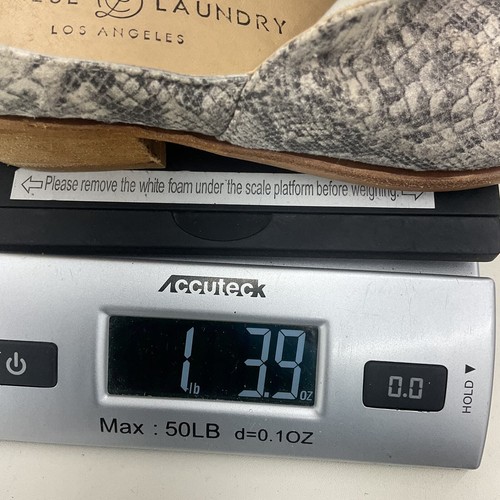 LAUNDRY
LOS ANGELES
Please remove the white foam under the scale platform before weighing.
Accuteck
1 lb 3.9 oz
0.0
HOLD
Max : 50LB d=0.1OZ